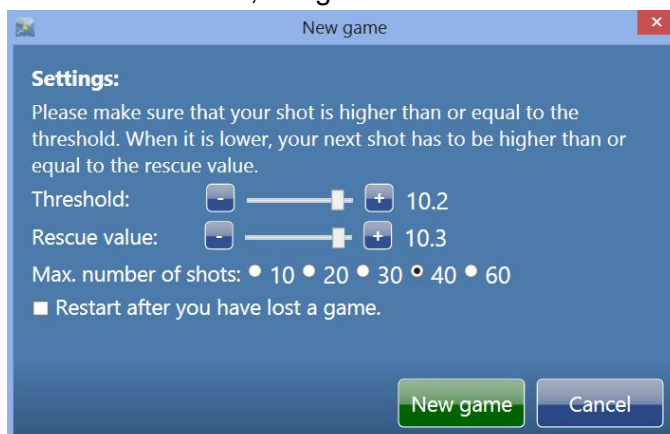 New game
x
Settings:
Please make sure that your shot is higher than or equal to the
threshold. When it is lower, your next shot has to be higher than or
equal to the rescue value.
Threshold: - + 10.2
Rescue value: - + 10.3
Max. number of shots: 10 20 30 40 60
Restart after you have lost a game.
New game Cancel